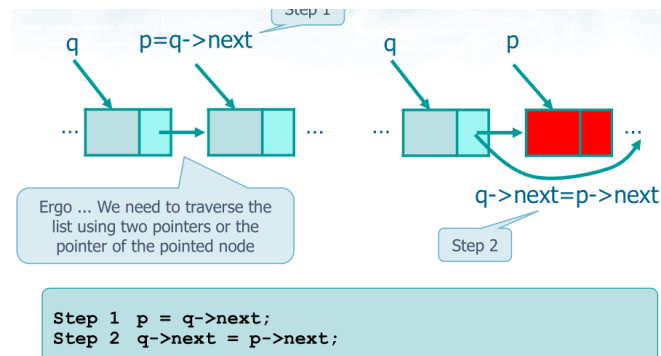 Step 1
q
p=q->next
q
p
...
...
...
...
q->next=p->next
Ergo ... We need to traverse the
list using two pointers or the
pointer of the pointed node
Step 2
Step 1 p = q->next;
Step 2 q->next = p->next;